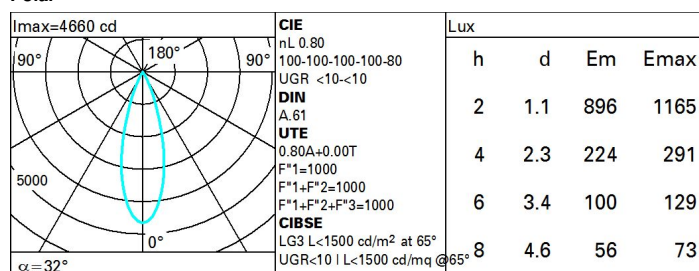 Imax=4660 cd
90°
180°
90°
5000
0°
α=32°
CIE
nL 0.80
100-100-100-100-80
UGR <10-<10
DIN
A.61
UTE
0.80A+0.00T
F"1=1000
F"1+F"2=1000
F"1+F"2+F"3=1000
CIBSE
LG3 L<1500 cd/m² at 65°
UGR<10 | L<1500 cd/mq @65°
Lux
h d Em Emax
2 1.1 896 1165
4 2.3 224 291
6 3.4 100 129
8 4.6 56 73